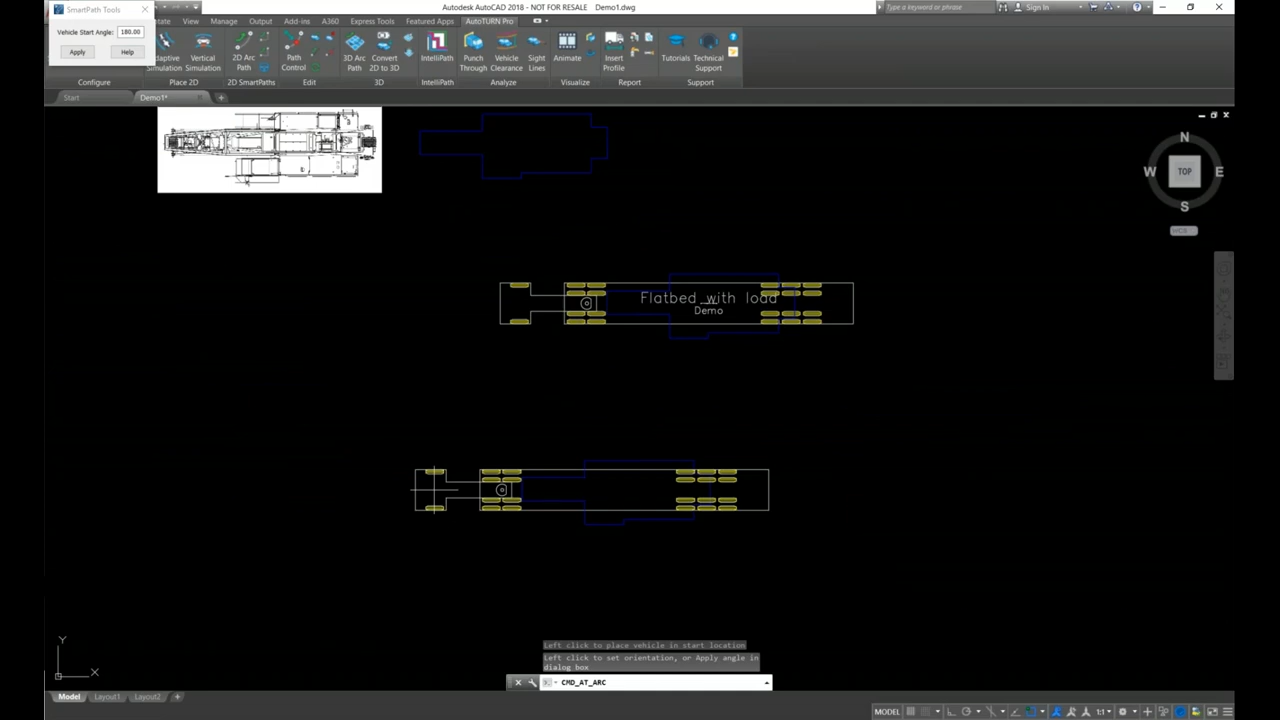 SmartPath Tools
Autodesk AutoCAD 2018 - NOT FOR RESALE Demo1.dwg
Type a keyword or phrase
Sign In
Vehicle Start Angle: 180.00
Apply Help
View Manage Output Add-ins A360 Express Tools Featured Apps AutoTURN Pro
Simulation
Vertical Simulation
2D Arc Path
Path Control
3D Arc Path
Convert 2D to 3D
IntelliPath
Punch Through
Vehicle Clearance
Sight Lines
Animate
Insert Profile
Tutorials
Technical Support
Configure Place 2D 2D SmartPaths Edit 3D IntelliPath Analyze Visualize Report Support
Start Demo1*
N
W TOP E
S
WCS
Flatbed with load
Demo
Y
X
Left click to place vehicle in start location
Left click to set orientation, or Apply angle in
dialog box
CMD_AT_ARC
Model Layout1 Layout2
MODEL 1:1